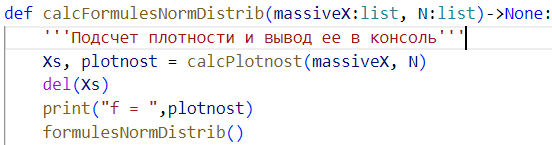 def calcFormulesNormDistrib(massiveX:list, N:list)->None:
'''Подсчет плотности и вывод ее в консоль'''
Xs, plotnost = calcPlotnost(massiveX, N)
del(Xs)
print("f = ",plotnost)
formulesNormDistrib()